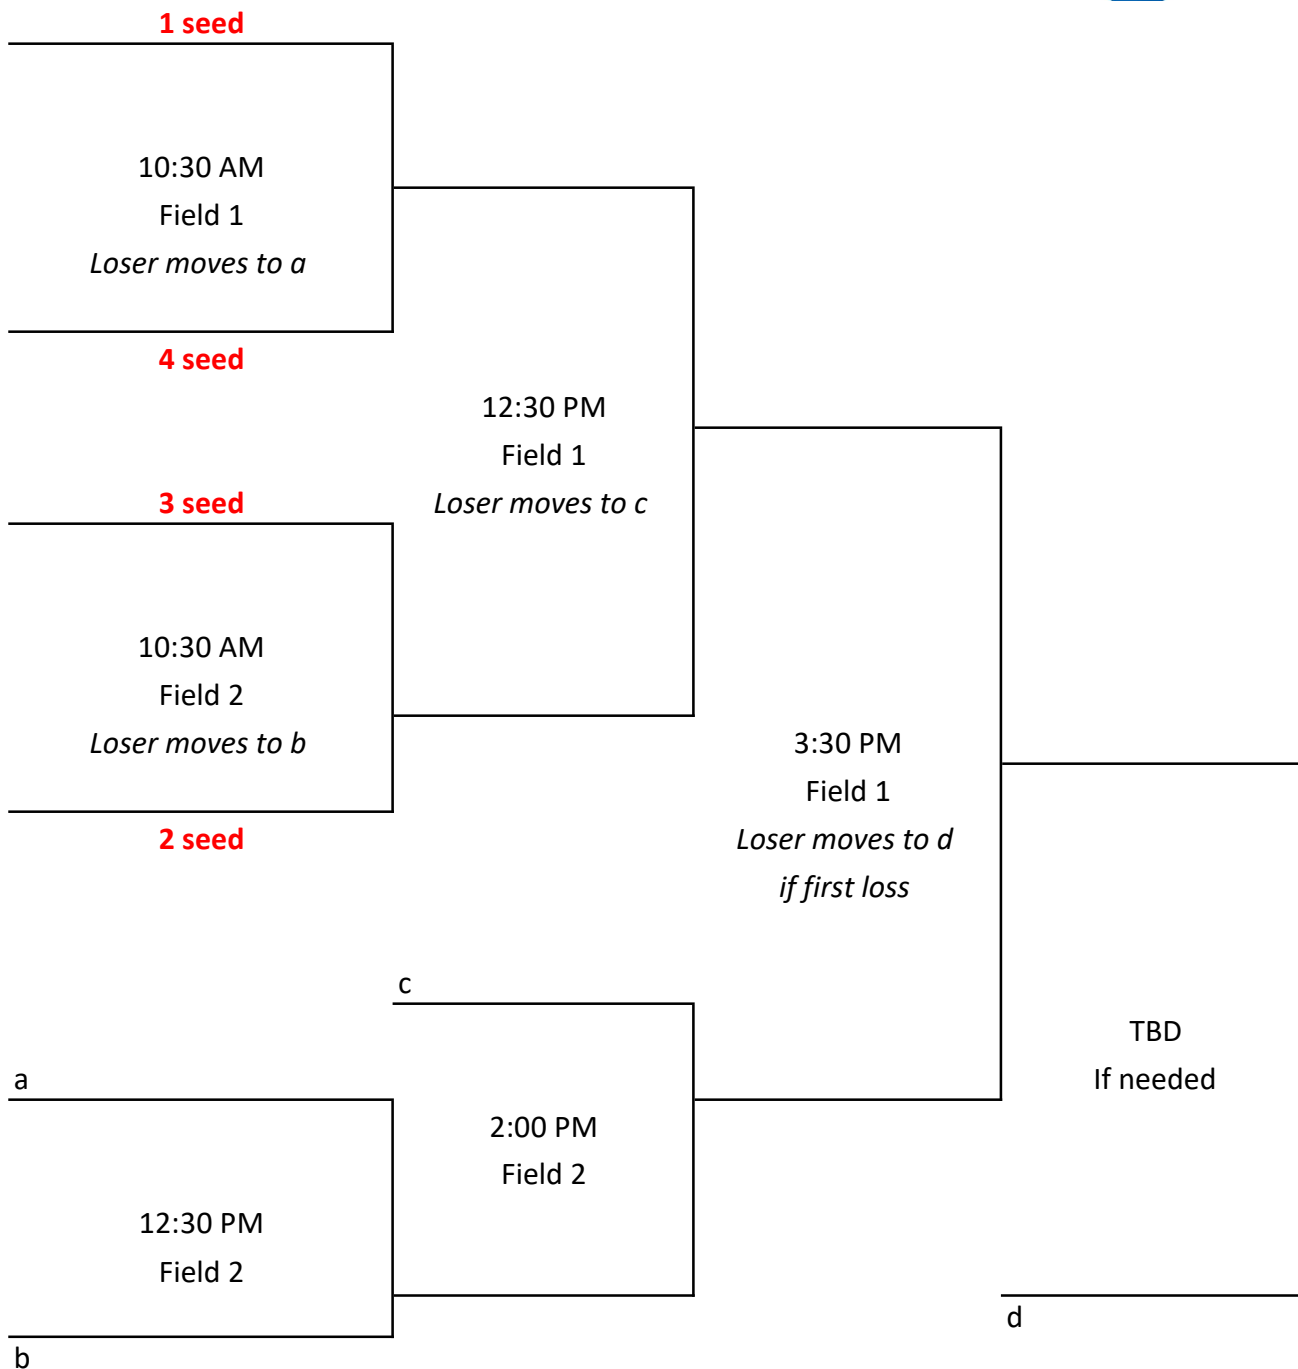 1 seed
10:30 AM
Field 1
Loser moves to a
4 seed
12:30 PM
Field 1
Loser moves to c
3 seed
10:30 AM
Field 2
Loser moves to b
2 seed
3:30 PM
Field 1
Loser moves to d
if first loss
c
2:00 PM
Field 2
a
12:30 PM
Field 2
b
TBD
If needed
d